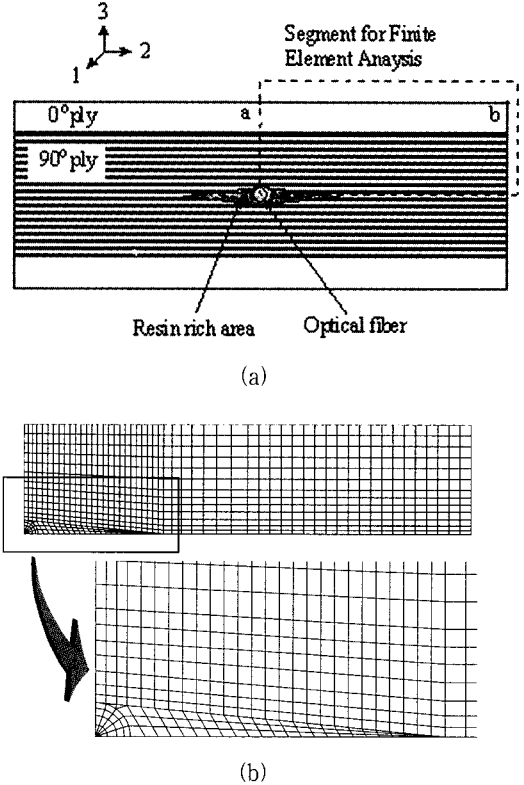 3
2
1
Segment for Finite
Element Anaysis
0° ply
a
b
90° ply
Resin rich area
Optical fiber
(a)
(b)